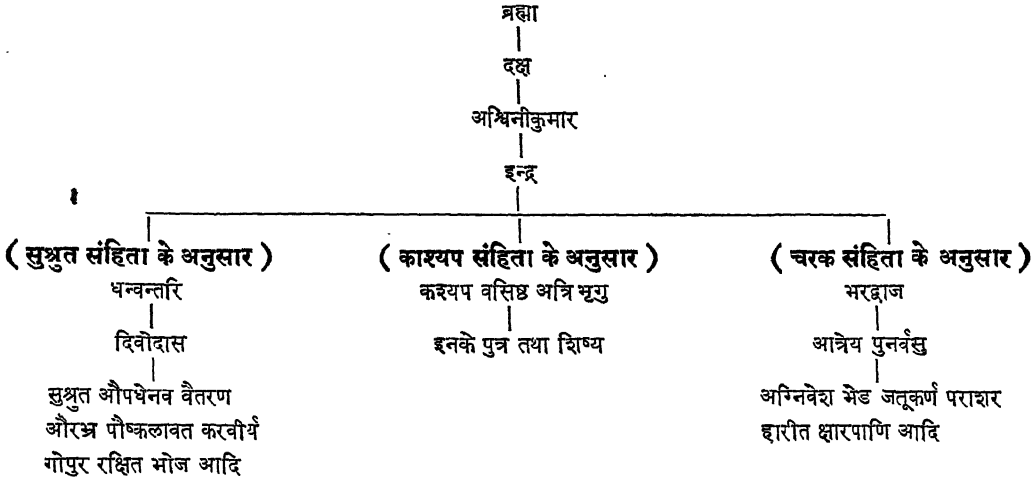 ब्रह्मा
दक्ष
अश्विनीकुमार
इन्द्र
( सुश्रुत संहिता के अनुसार )
धन्वन्तरि
दिवोदास
सुश्रुत औपधेनव वैतरण
औरभ्र पौष्कलावत करवीर्य
गोपुर रक्षित भोज आदि
( काश्यप संहिता के अनुसार )
कश्यप वसिष्ठ अत्रि भृगु
इनके पुत्र तथा शिष्य
( चरक संहिता के अनुसार )
भरद्वाज
आत्रेय पुनर्वसु
अग्निवेश भेड जतूकर्ण पराशर
हारीत क्षारपाणि आदि